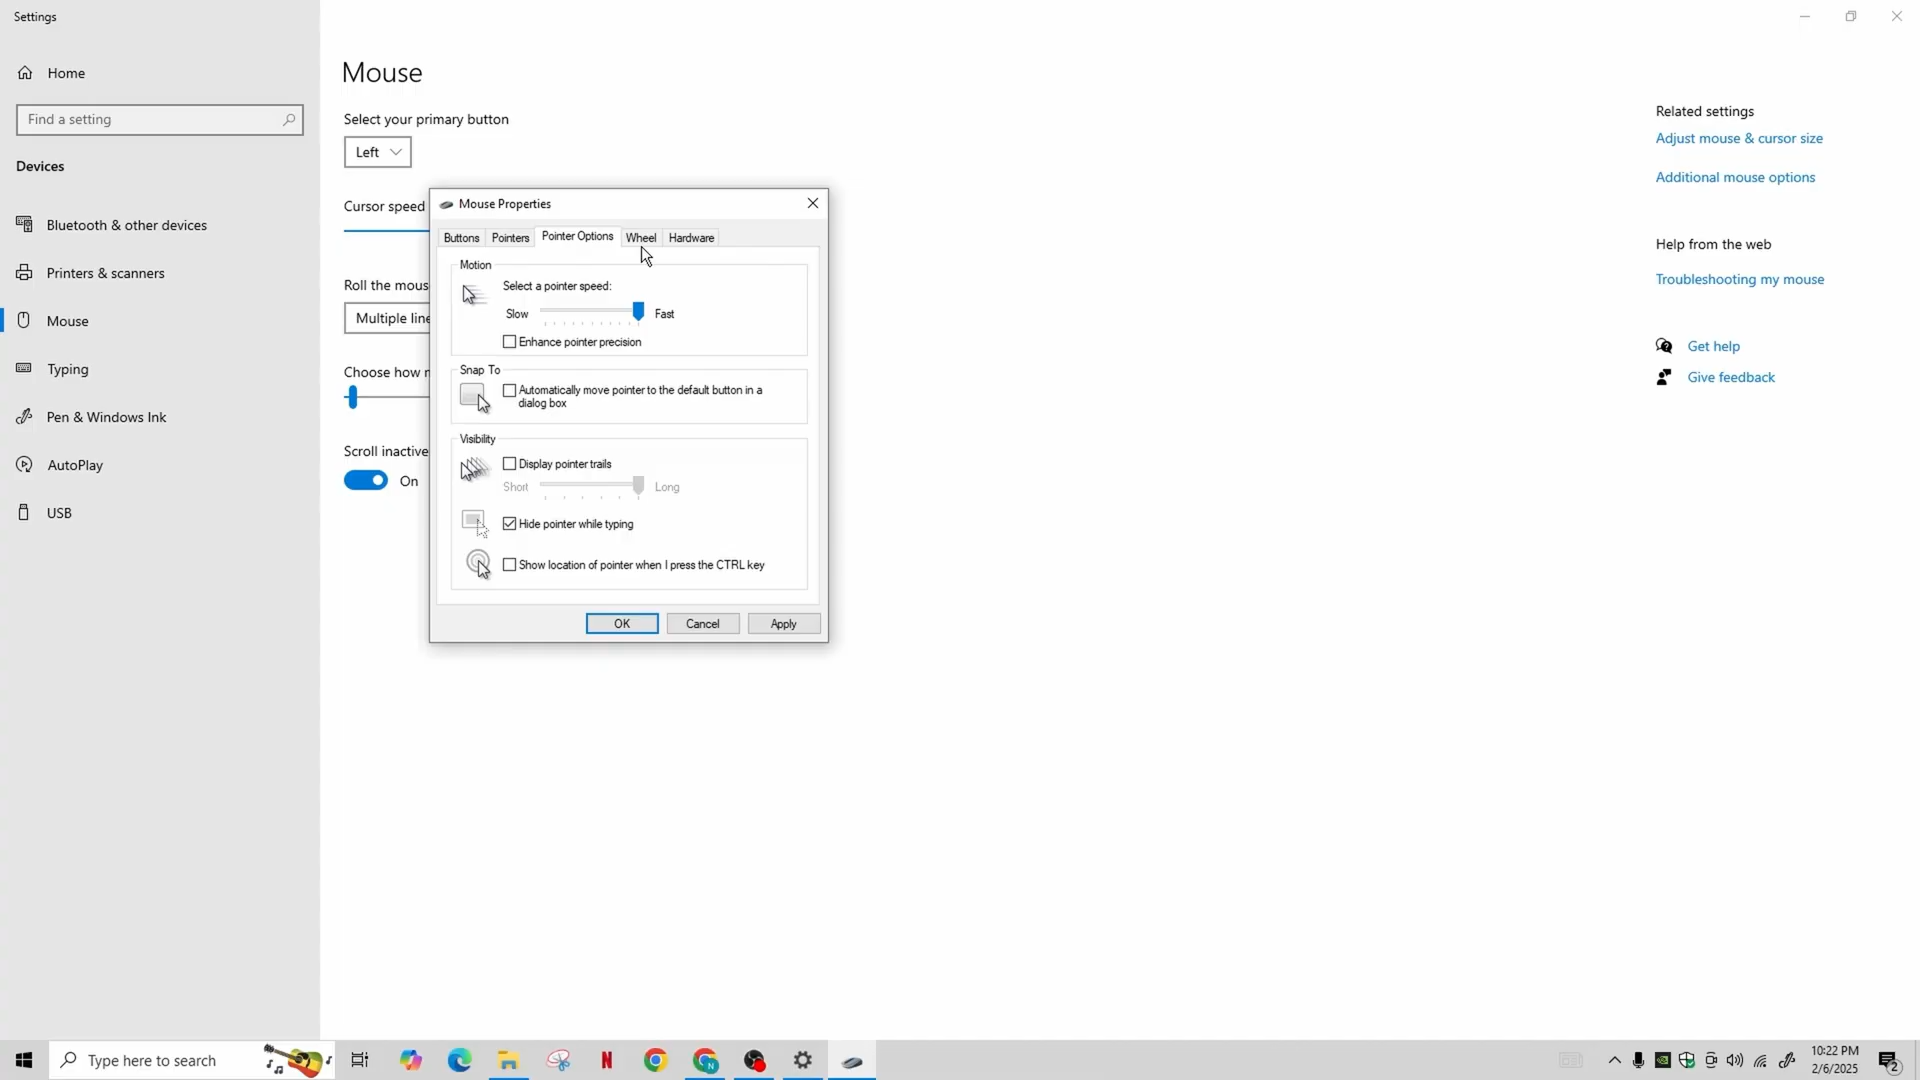 Settings
Home
Find a setting
Devices
Bluetooth & other devices
Printers & scanners
Mouse
Typing
Pen & Windows Ink
AutoPlay
USB
Mouse
Select your primary button
Left
Cursor speed
Roll the mous
Multiple line
Choose how m
Scroll inactive
On
Mouse Properties
Buttons Pointers Pointer Options Wheel Hardware
Motion
Select a pointer speed:
Slow Fast
Enhance pointer precision
Snap To
Automatically move pointer to the default button in a
dialog box
Visibility
Display pointer trails
Short Long
Hide pointer while typing
Show location of pointer when I press the CTRL key
OK Cancel Apply
Related settings
Adjust mouse & cursor size
Additional mouse options
Help from the web
Troubleshooting my mouse
Get help
Give feedback
Type here to search
N
N
10:22 PM
2/6/2025
2